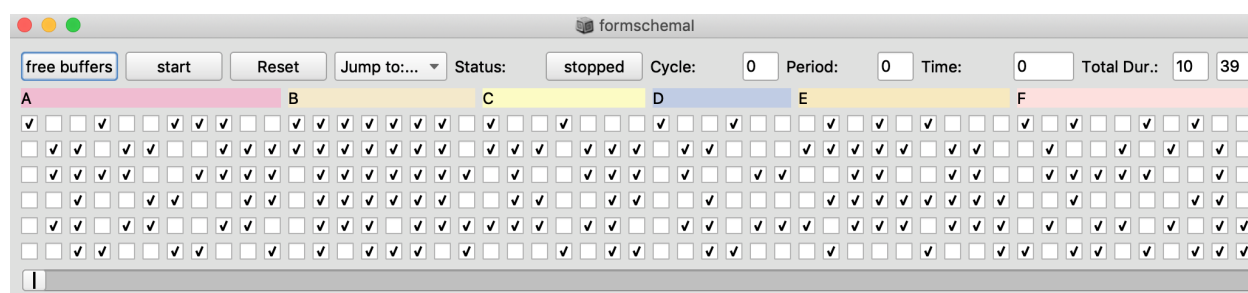 formschemal
free buffers start Reset Jump to:... Status: stopped Cycle: 0 Period: 0 Time: 0 Total Dur.: 10 39
A B C D E F